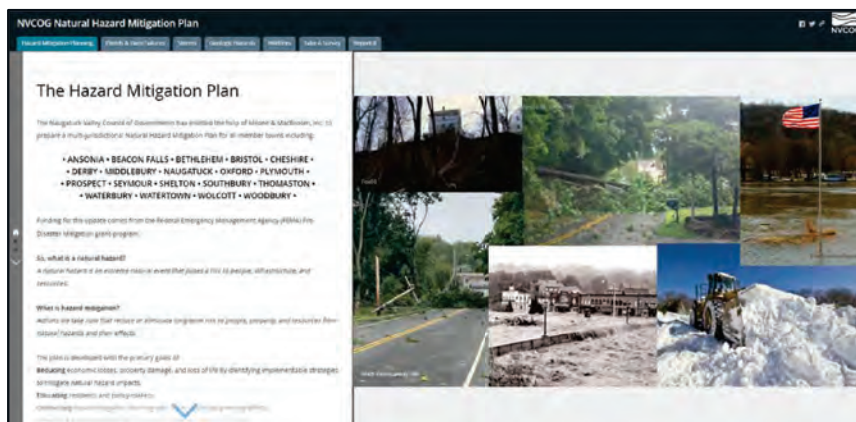 NVCOG Natural Hazard Mitigation Plan
NVCOG
Hazard Mitigation Planning Floods & Dam Failures Storms Geologic Hazards Wildfires Take A Survey Report It
The Hazard Mitigation Plan
The Naugatuck Valley Council of Governments has enlisted the help of Milone & MacBroom, Inc. to
prepare a multi-jurisdictional Natural Hazard Mitigation Plan for all member towns including:
• ANSONIA • BEACON FALLS • BETHLEHEM • BRISTOL • CHESHIRE •
• DERBY • MIDDLEBURY • NAUGATUCK • OXFORD • PLYMOUTH •
• PROSPECT • SEYMOUR • SHELTON • SOUTHBURY • THOMASTON •
• WATERBURY • WATERTOWN • WOLCOTT • WOODBURY •
Funding for this update comes from the Federal Emergency Management Agency (FEMA) Pre-
Disaster Mitigation grant program.
So, what is a natural hazard?
A natural hazard is an extreme natural event that poses a risk to people, infrastructure, and
resources.
What is hazard mitigation?
Actions we take now that reduce or eliminate long-term risk to people, property, and resources from
natural hazards and their effects.
The plan is developed with the primary goals of:
Reducing economic losses, property damage, and loss of life by identifying implementable strategies
to mitigate natural hazard impacts.
Educating residents and policy-makers